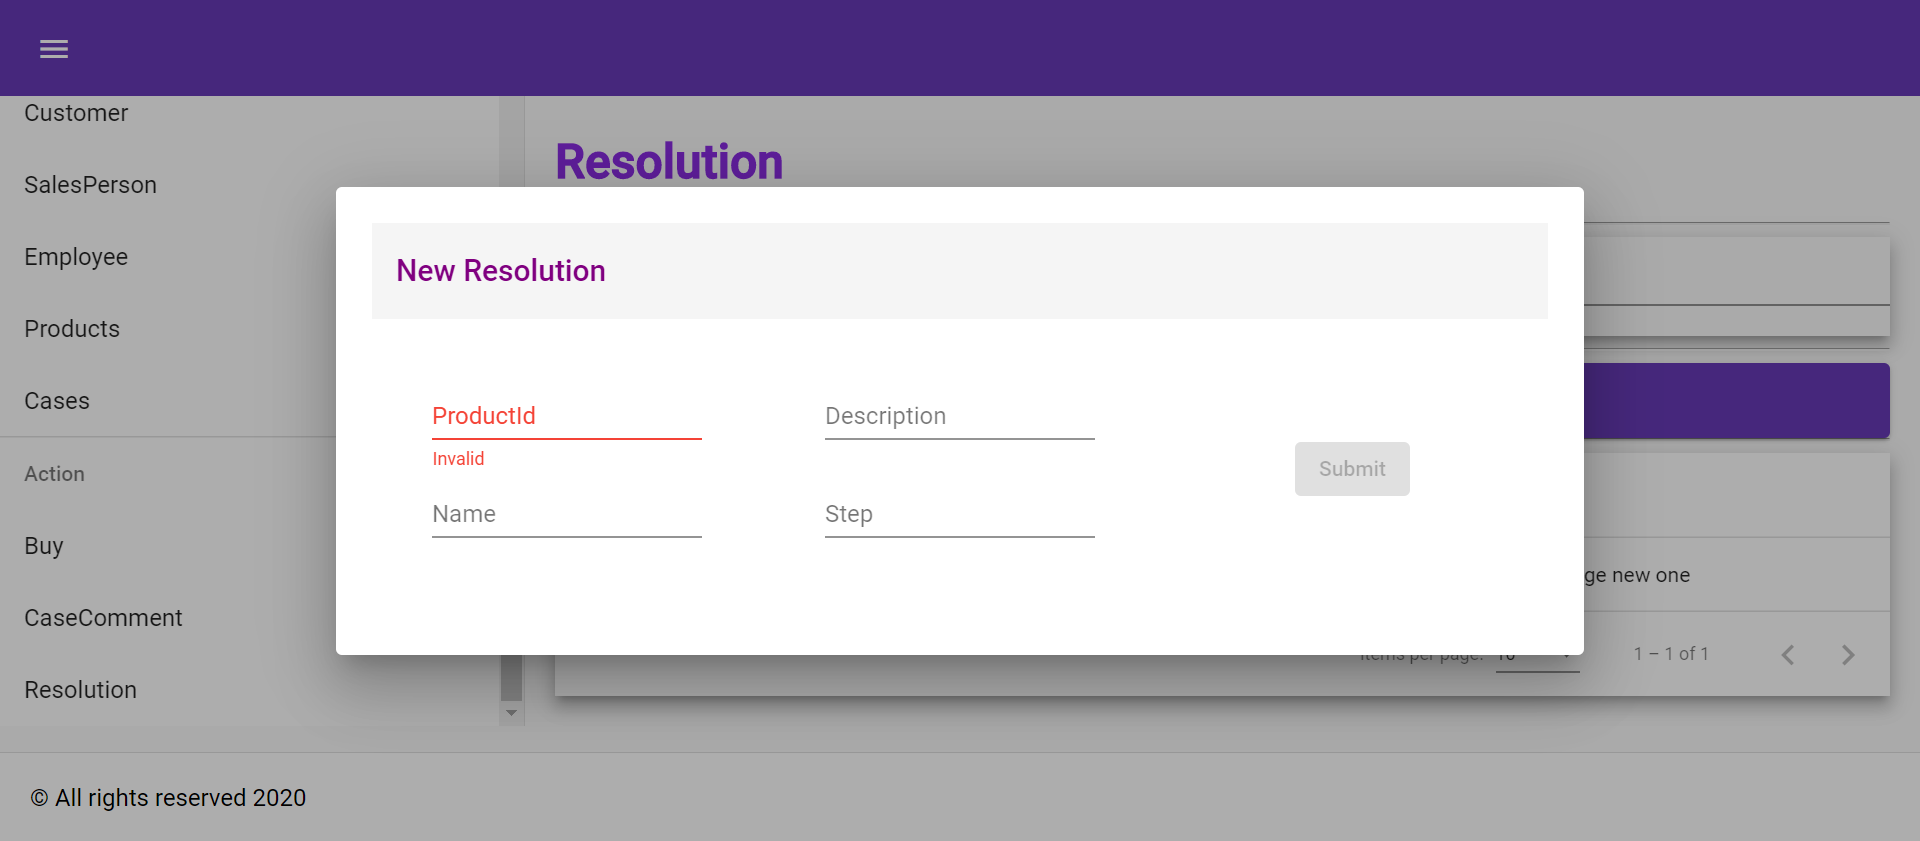 Customer
SalesPerson
Employee
Products
Cases
Action
Buy
CaseComment
Resolution
Resolution
New Resolution
ProductId
Description
Invalid
Submit
Name
Step
new one
Items per page:
10
1 – 1 of 1
© All rights reserved 2020